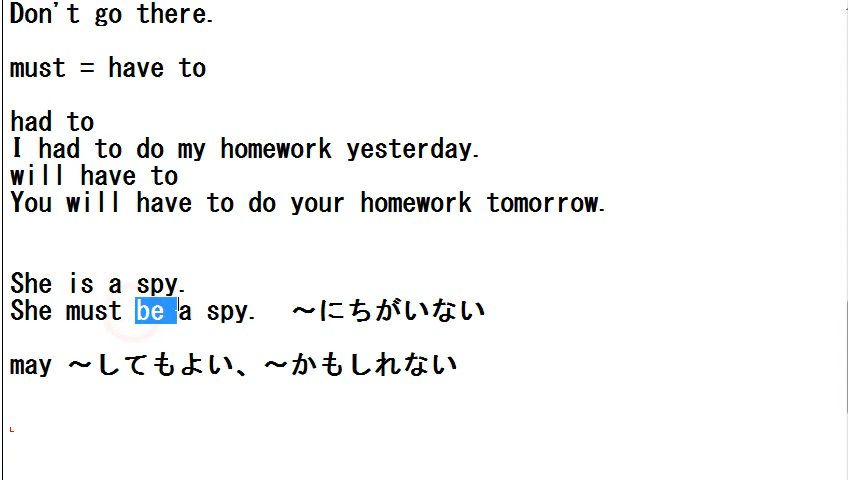 Don't go there.
must = have to
had to
I had to do my homework yesterday.
will have to
You will have to do your homework tomorrow.
She is a spy.
She must be a spy.　～にちがいない
may ～してもよい、～かもしれない